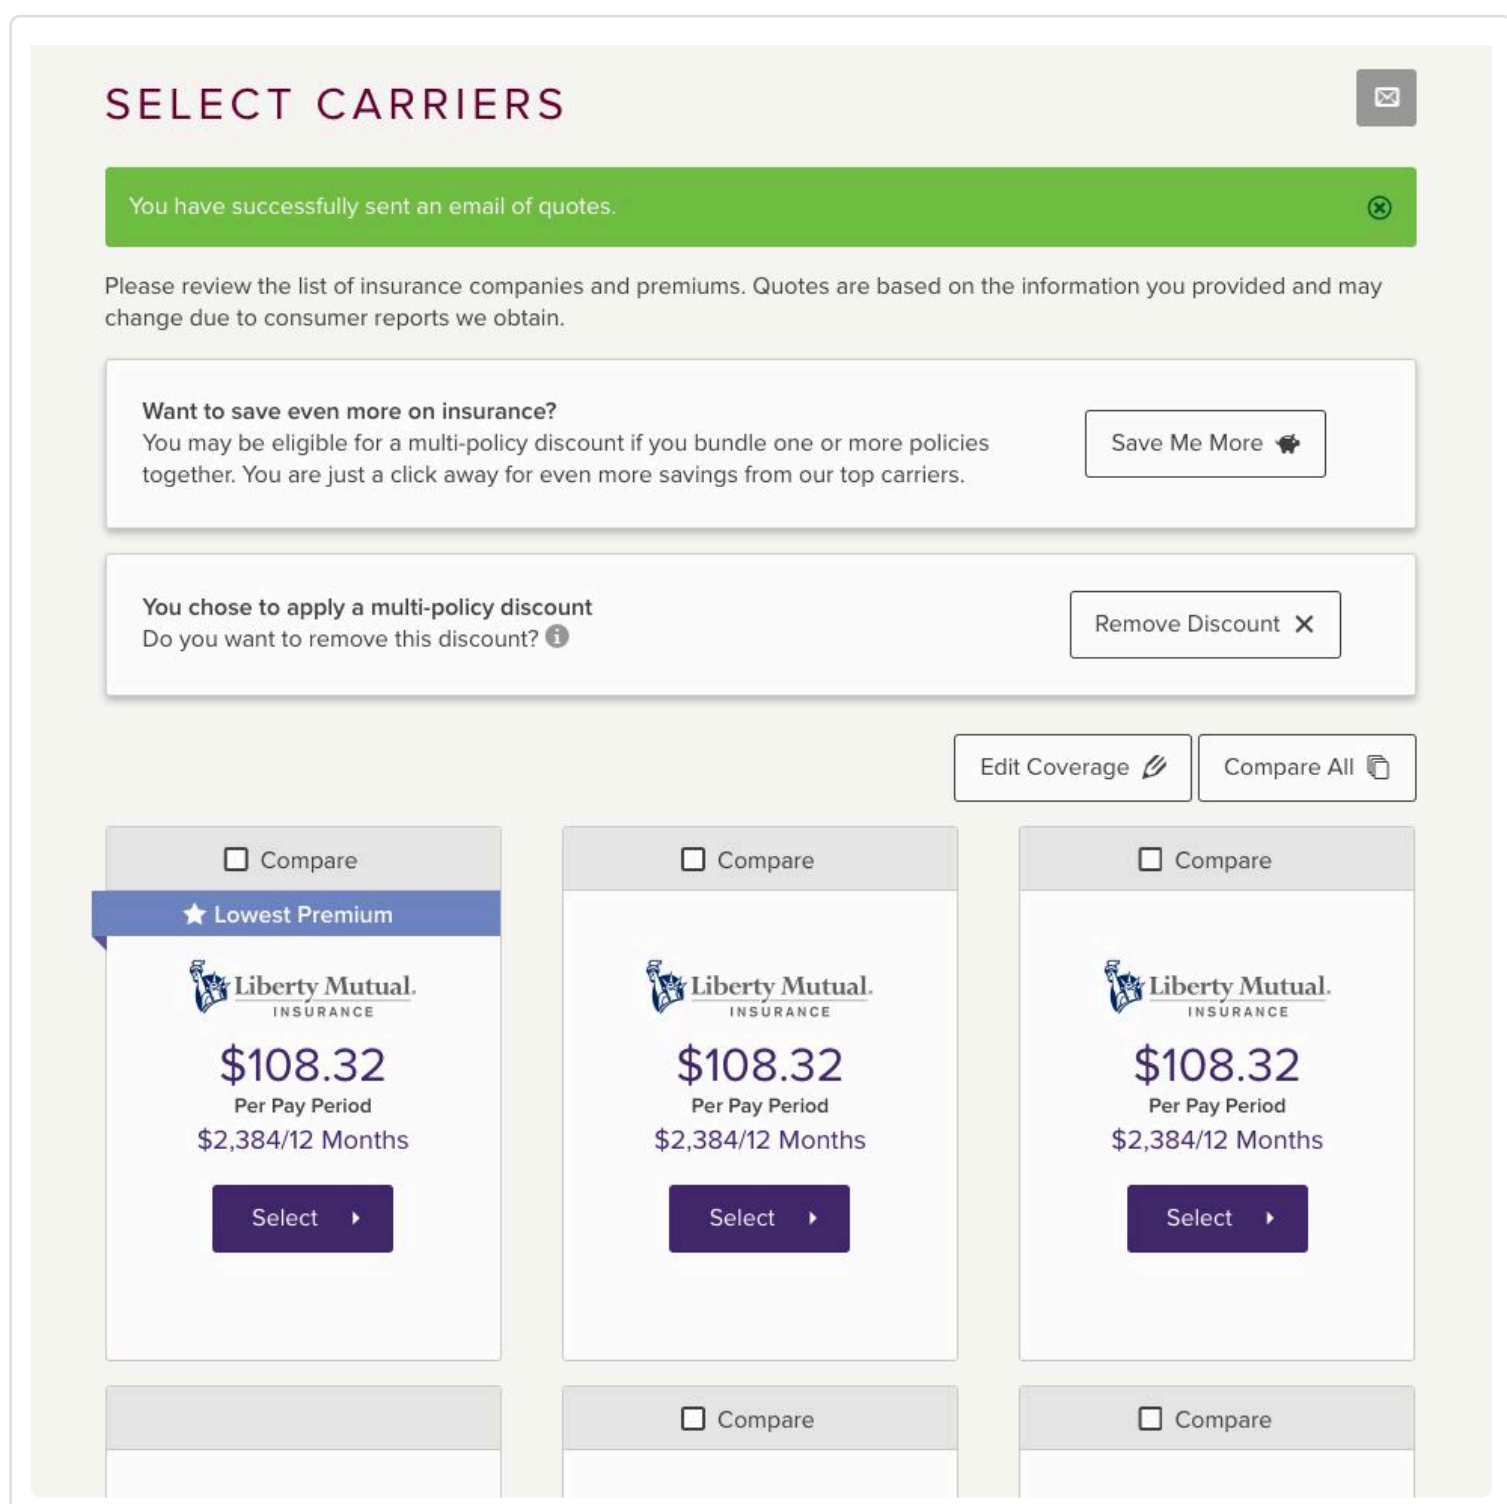 SELECT CARRIERS
You have successfully sent an email of quotes.
Please review the list of insurance companies and premiums. Quotes are based on the information you provided and may
change due to consumer reports we obtain.
Want to save even more on insurance?
You may be eligible for a multi-policy discount if you bundle one or more policies
together. You are just a click away for even more savings from our top carriers.
Save Me More
You chose to apply a multi-policy discount
Do you want to remove this discount?
Remove Discount
Edit Coverage
Compare All
Compare
Lowest Premium
Liberty Mutual.
INSURANCE
$108.32
Per Pay Period
$2,384/12 Months
Select
Compare
Liberty Mutual.
INSURANCE
$108.32
Per Pay Period
$2,384/12 Months
Select
Compare
Liberty Mutual.
INSURANCE
$108.32
Per Pay Period
$2,384/12 Months
Select
Compare
Compare